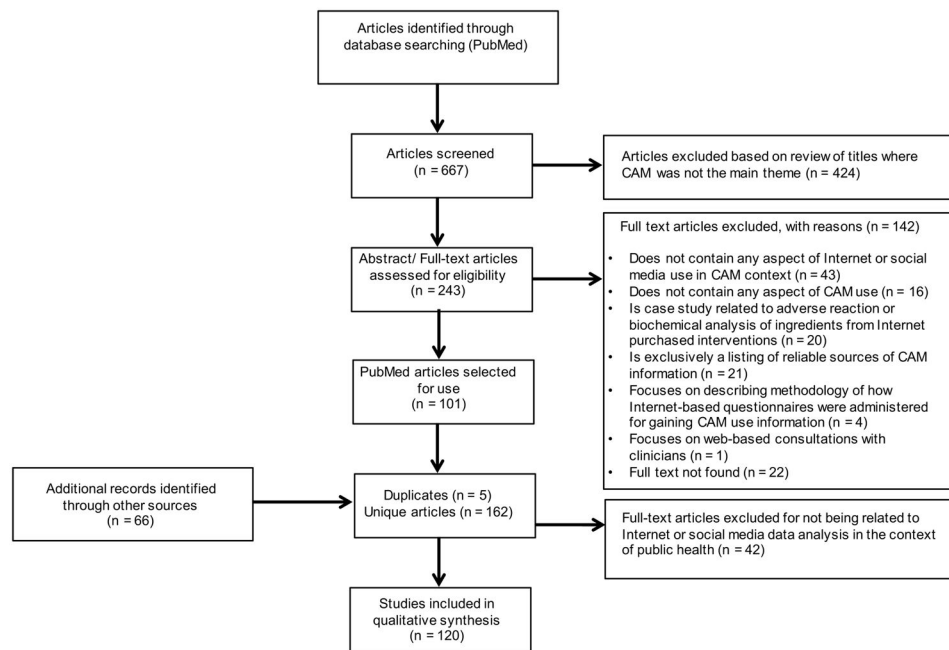 Articles identified through
database searching (PubMed)
Articles screened
(n = 667)
Articles excluded based on review of titles where
CAM was not the main theme (n = 424)
Abstract/ Full-text articles
assessed for eligibility
(n = 243)
Full text articles excluded, with reasons (n = 142)
• Does not contain any aspect of Internet or social
media use in CAM context (n = 43)
• Does not contain any aspect of CAM use (n = 16)
• Is case study related to adverse reaction or
biochemical analysis of ingredients from Internet
purchased interventions (n = 20)
• Is exclusively a listing of reliable sources of CAM
information (n = 21)
• Focuses on describing methodology of how
Internet-based questionnaires were administered
for gaining CAM use information (n = 4)
• Focuses on web-based consultations with
clinicians (n = 1)
• Full text not found (n = 22)
PubMed articles selected
for use
(n = 101)
Additional records identified
through other sources
(n = 66)
Duplicates (n = 5)
Unique articles (n = 162)
Full-text articles excluded for not being related to
Internet or social media data analysis in the context
of public health (n = 42)
Studies included in
qualitative synthesis
(n = 120)